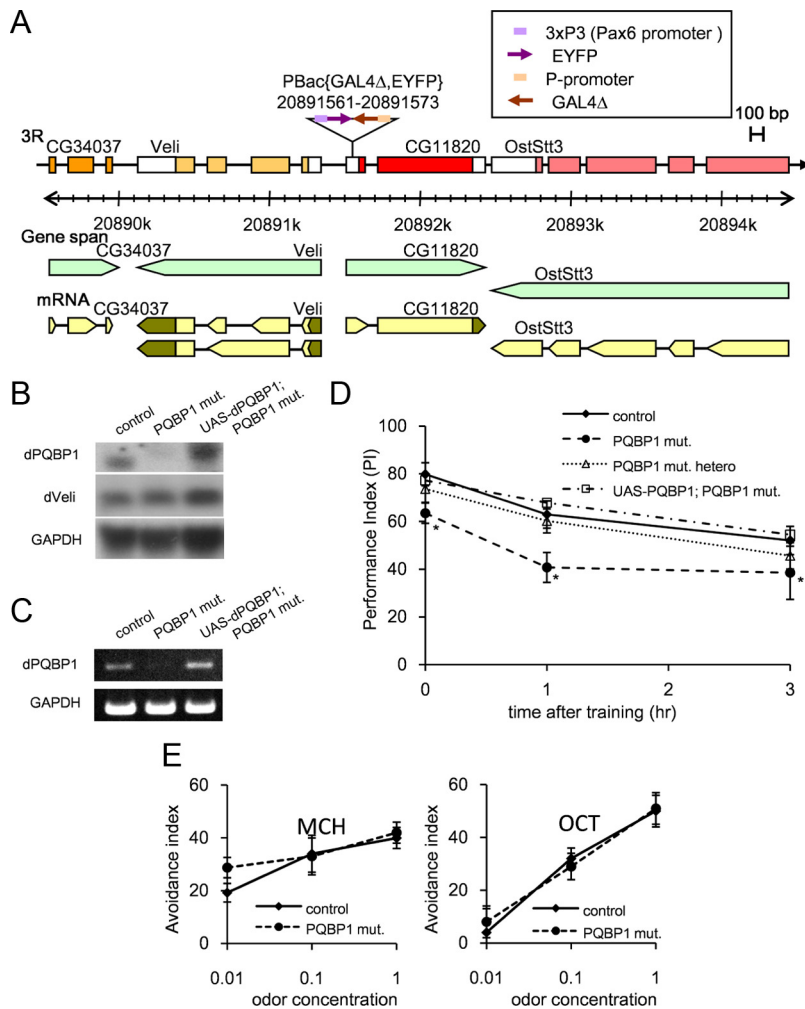 A
3xP3 (Pax6 promoter )
EYFP
P-promoter
GAL4Δ
PBac{GAL4Δ,EYFP}
20891561-20891573
100 bp
3R
CG34037
Veli
CG11820
OstStt3
20890k
20891k
20892k
20893k
20894k
Gene span
CG34037
Veli
CG11820
OstStt3
mRNA
CG34037
Veli
CG11820
OstStt3
B
control
PQBP1 mut.
UAS-dPQBP1;
PQBP1 mut.
dPQBP1
dVeli
GAPDH
C
control
PQBP1 mut.
UAS-dPQBP1;
PQBP1 mut.
dPQBP1
GAPDH
D
control
PQBP1 mut.
PQBP1 mut. hetero
UAS-PQBP1; PQBP1 mut.
Performance Index (PI)
100
80
60
40
20
0
*
*
*
0
1
2
3
time after training (hr)
E
Avoidance index
60
40
20
0
MCH
control
PQBP1 mut.
0.01
0.1
1
odor concentration
Avoidance index
60
40
20
0
OCT
control
PQBP1 mut.
0.01
0.1
1
odor concentration